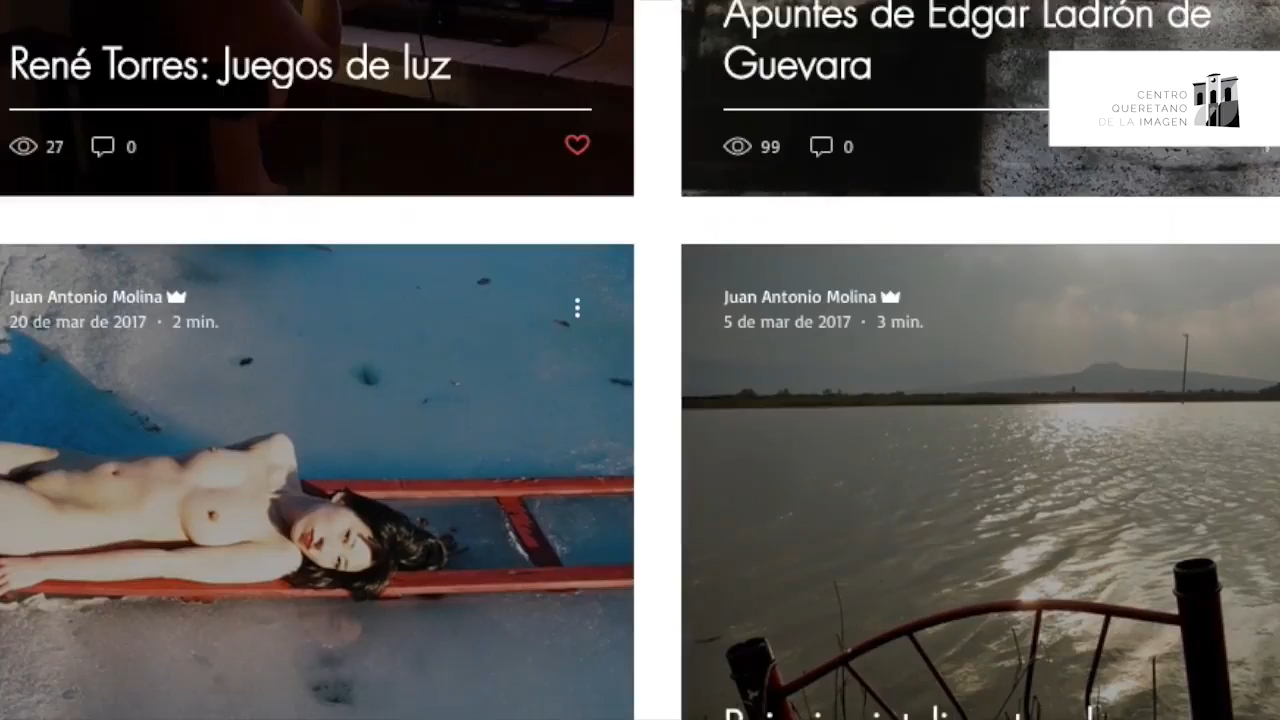 René Torres: Juegos de luz
27 0
Apuntes de Edgar Ladrón de
Guevara
99 0
CENTRO
QUERETANO
DE LA IMAGEN
Juan Antonio Molina
20 de mar de 2017 · 2 min.
Juan Antonio Molina
5 de mar de 2017 · 3 min.